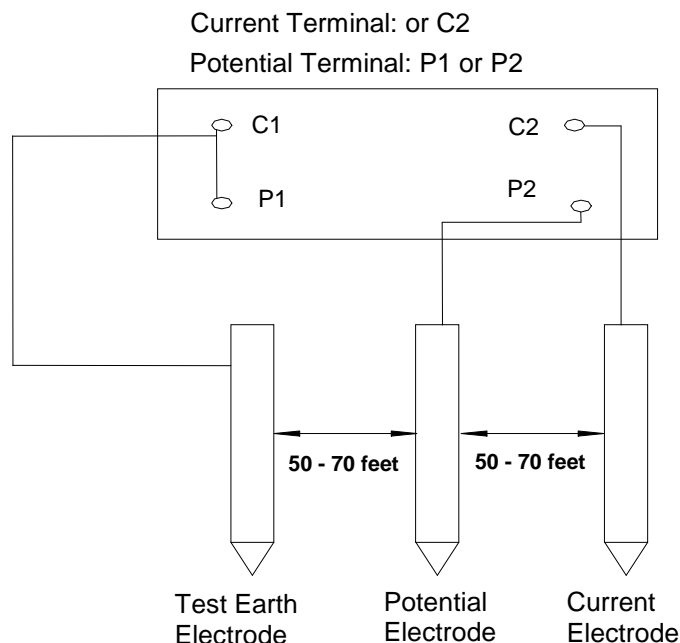 Current Terminal: or C2
Potential Terminal: P1 or P2
C1
C2
P1
P2
50 - 70 feet
50 - 70 feet
Test Earth
Electrode
Potential
Electrode
Current
Electrode